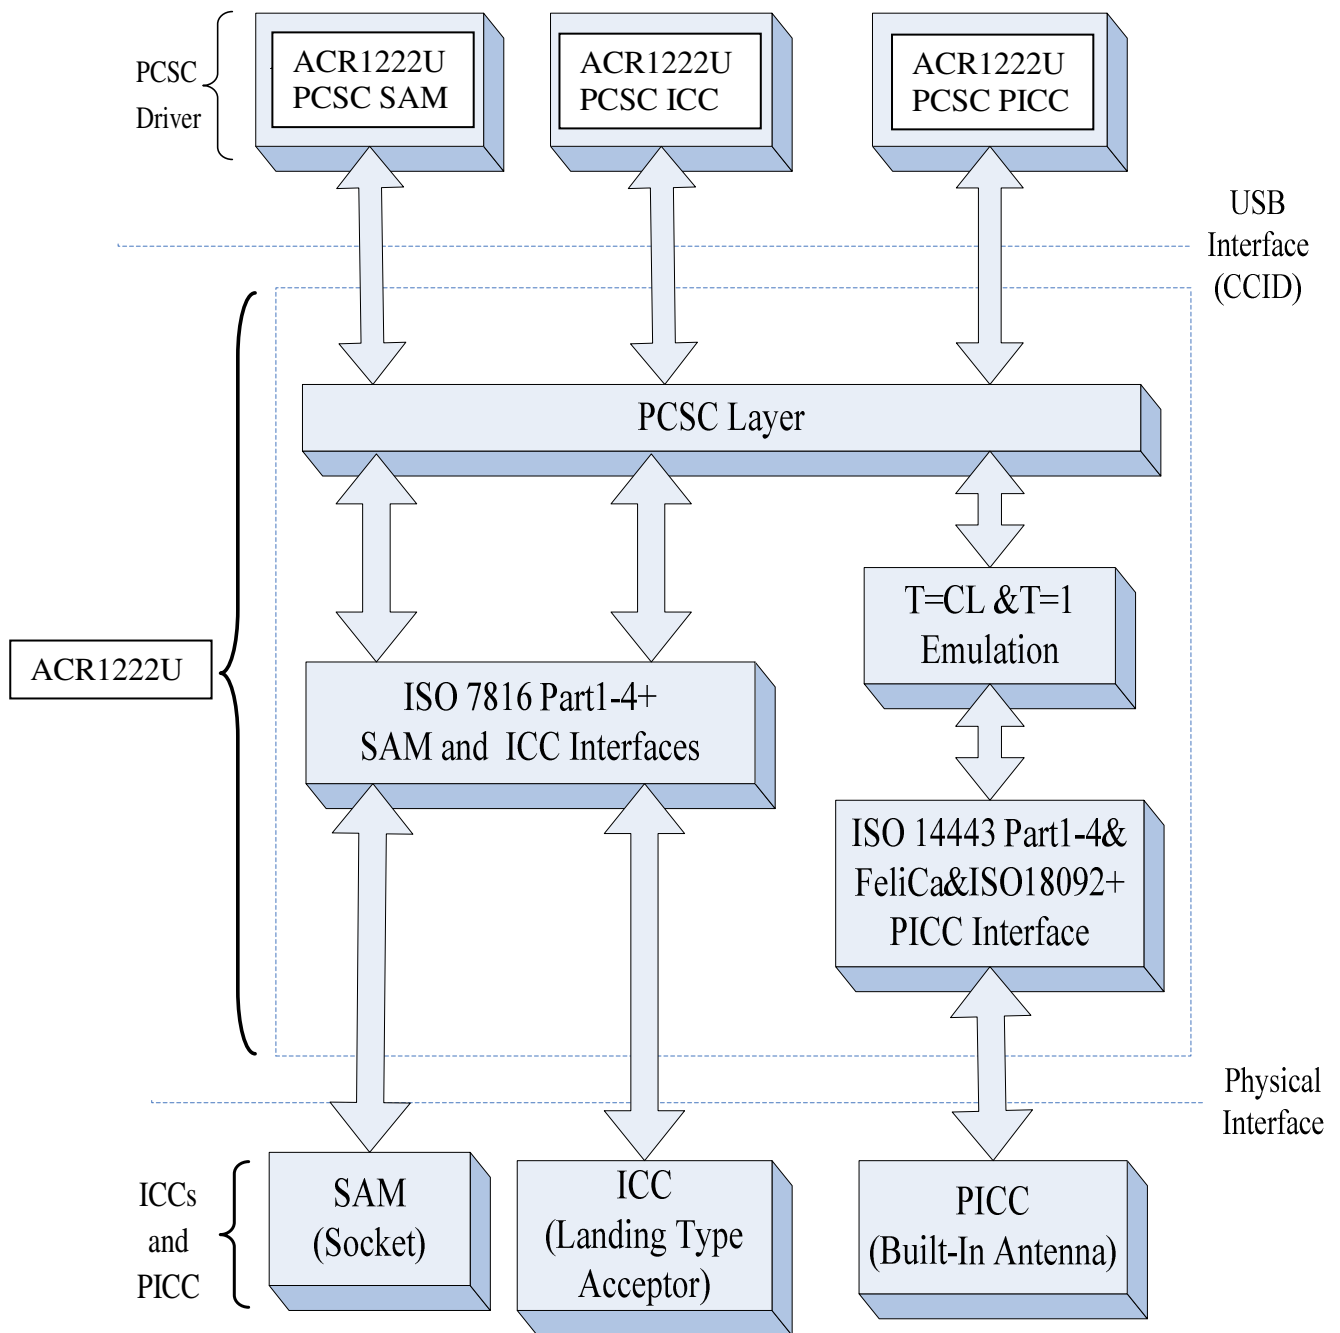 PCSC
Driver
ACR1222U
PCSC SAM
ACR1222U
PCSC ICC
ACR1222U
PCSC PICC
USB
Interface
(CCID)
PCSC Layer
T=CL &T=1
Emulation
ACR1222U
ISO 7816 Part1-4+
SAM and  ICC Interfaces
ISO 14443 Part1-4&
FeliCa&ISO18092+
PICC Interface
Physical
Interface
ICCs
and
PICC
SAM
(Socket)
ICC
(Landing Type
Acceptor)
PICC
(Built-In Antenna)